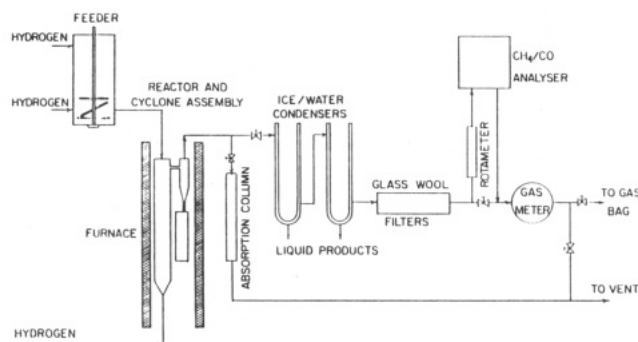 FEEDER
HYDROGEN
HYDROGEN
REACTOR AND
CYCLONE ASSEMBLY
ICE/WATER
CONDENSERS
CH4/CO
ANALYSER
ROTAMETER
GLASS WOOL
FILTERS
GAS
METER
TO GAS
BAG
FURNACE
ABSORPTION COLUMN
LIQUID PRODUCTS
TO VENT
HYDROGEN